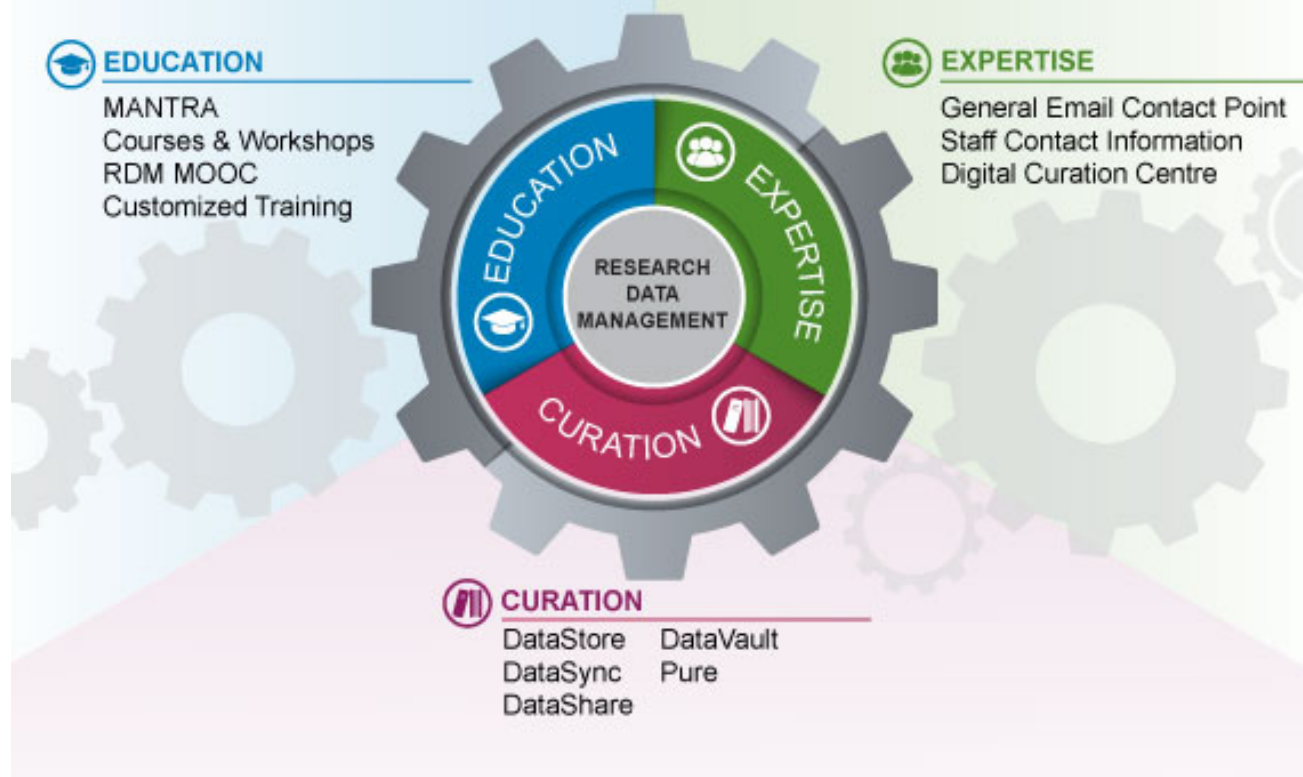 EDUCATION
MANTRA
Courses & Workshops
RDM MOOC
Customized Training
EXPERTISE
General Email Contact Point
Staff Contact Information
Digital Curation Centre
EDUCATION
EXPERTISE
RESEARCH
DATA
MANAGEMENT
CURATION
CURATION
DataStore DataVault
DataSync Pure
DataShare